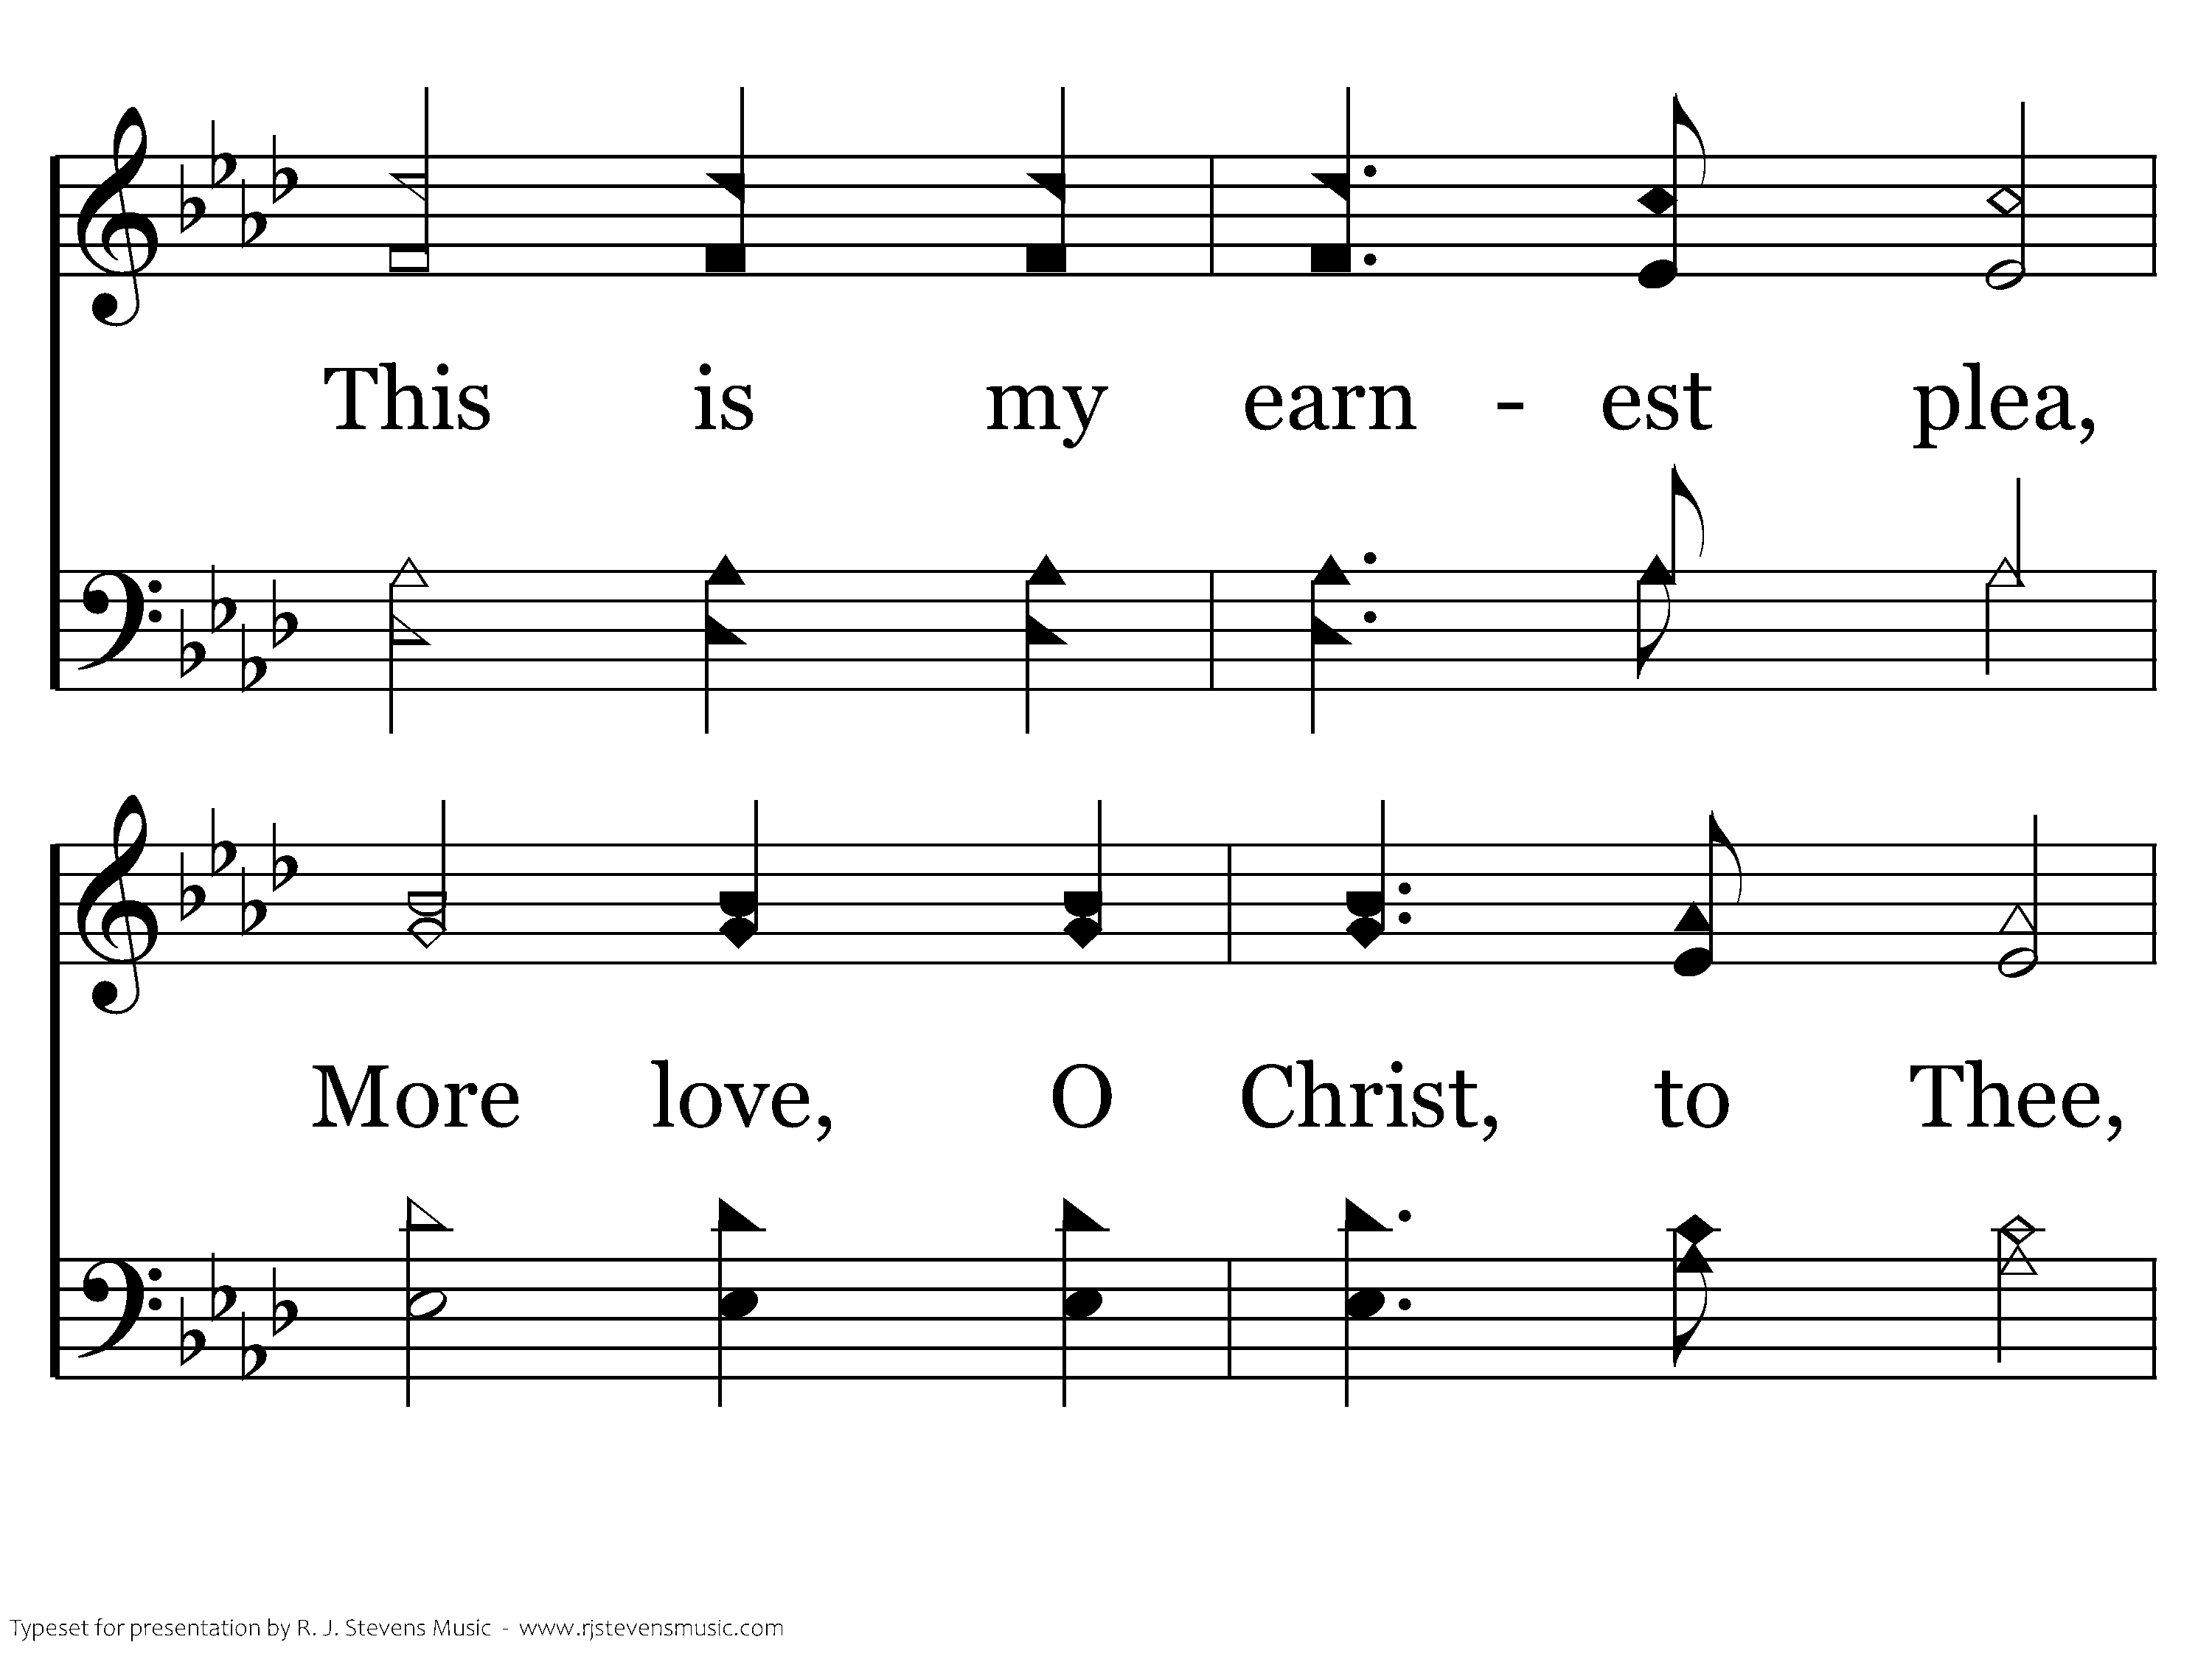 This is my earn - est plea,
More love, O Christ, to Thee,
Typeset for presentation by R. J. Stevens Music - www.rjstevensmusic.com